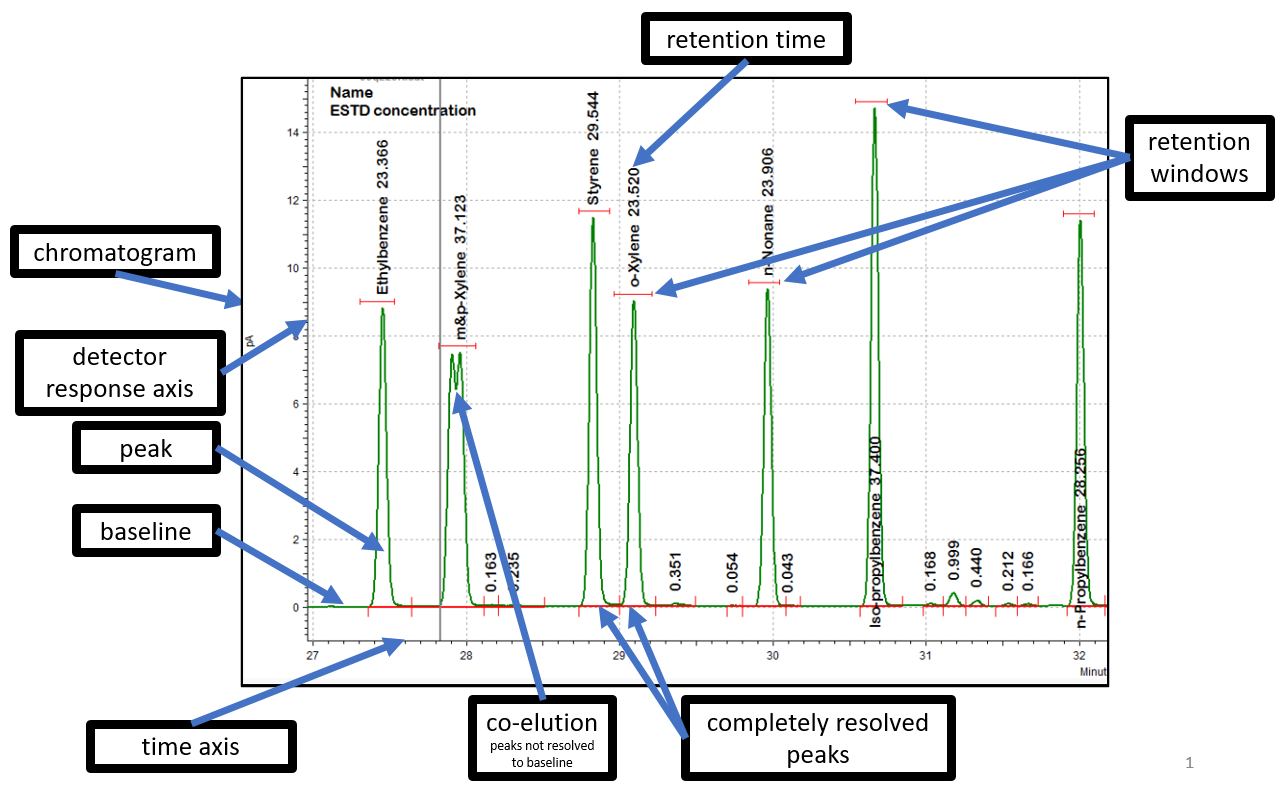 retention time
Name
ESTD concentration
retention
windows
chromatogram
detector
response axis
peak
baseline
pA
14
12
10
8
6
4
2
0
Ethylbenzene 23.366
m&p-Xylene 37.123
0.163
0.235
Styrene 29.544
o-Xylene 23.520
0.351
0.054
n-Nonane 23.906
0.043
Iso-propylbenzene 37.400
0.168
0.999
0.440
0.212
0.166
n-Propylbenzene 28.256
27
28
29
30
31
32
Minut
time axis
co-elution
peaks not resolved
to baseline
completely resolved
peaks
1